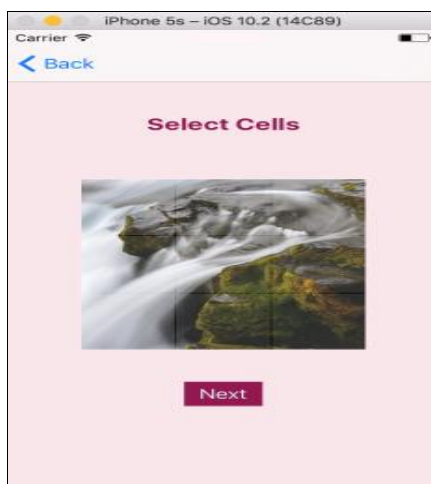 iPhone 5s – iOS 10.2 (14C89)
Carrier
Back
Select Cells
Next